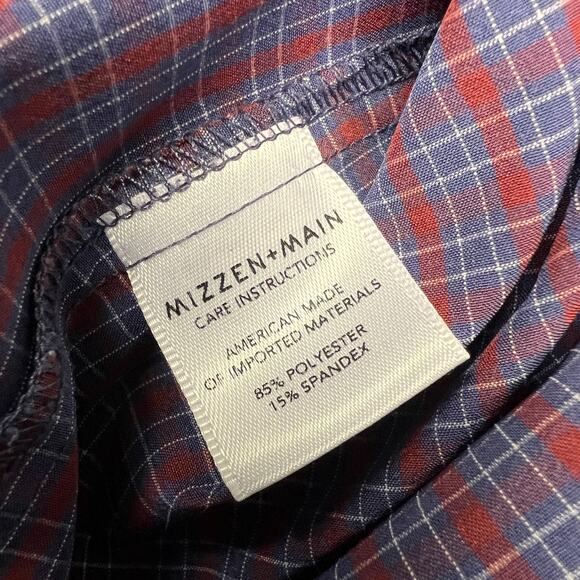 MIZZEN+MAIN
CARE INSTRUCTIONS
AMERICAN MADE
OF IMPORTED MATERIALS
85% POLYESTER
15% SPANDEX